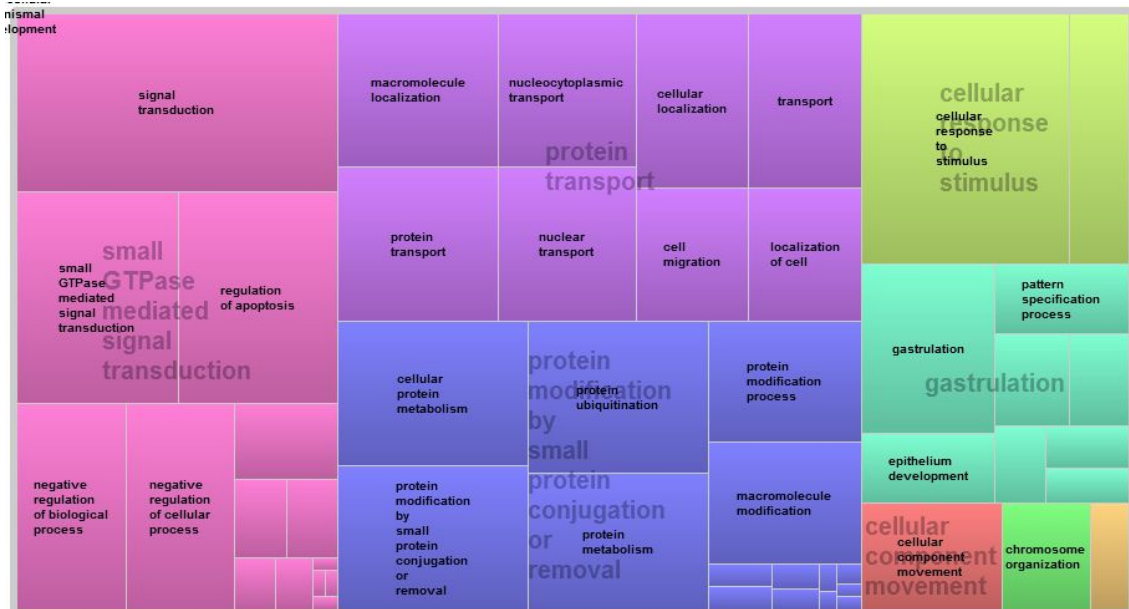 nismal
elopment
signal
transduction
small
GTPase
mediated
signal
transduction
small
GTPase
mediated
signal
transduction
regulation
of apoptosis
negative
regulation
of biological
process
negative
regulation
of cellular
process
macromolecule
localization
nucleocytoplasmic
transport
cellular
localization
transport
protein
transport
protein
transport
nuclear
transport
cell
migration
localization
of cell
cellular
protein
metabolism
protein
modification
by
small
protein
conjugation
or
removal
protein
ubiquitination
protein
modification
process
protein
modification
by
small
protein
conjugation
or
removal
protein
metabolism
macromolecule
modification
cellular
response
to
stimulus
cellular
response
to
stimulus
gastrulation
pattern
specification
process
gastrulation
epithelium
development
cellular
component
movement
cellular
component
movement
chromosome
organization